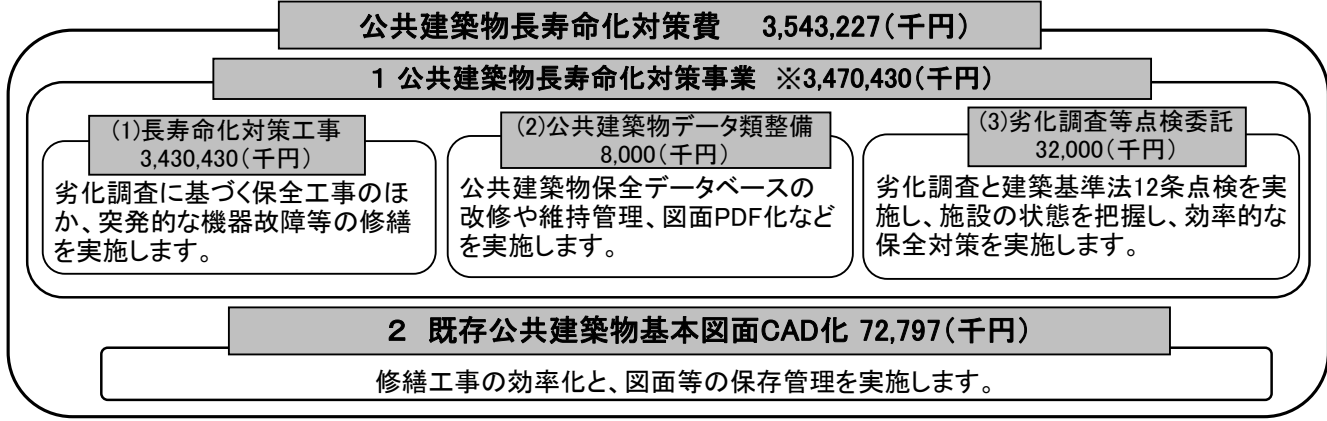 公共建築物長寿命化対策費　3,543,227(千円)
1 公共建築物長寿命化対策事業 ※3,470,430(千円)
(1)長寿命化対策工事
3,430,430(千円)
劣化調査に基づく保全工事のほ
か、突発的な機器故障等の修繕
を実施します。
(2)公共建築物データ類整備
8,000(千円)
公共建築物保全データベースの
改修や維持管理、図面PDF化など
を実施します。
(3)劣化調査等点検委託
32,000(千円)
劣化調査と建築基準法12条点検を実
施し、施設の状態を把握し、効率的な
保全対策を実施します。
２ 既存公共建築物基本図面CAD化 72,797(千円)
修繕工事の効率化と、図面等の保存管理を実施します。